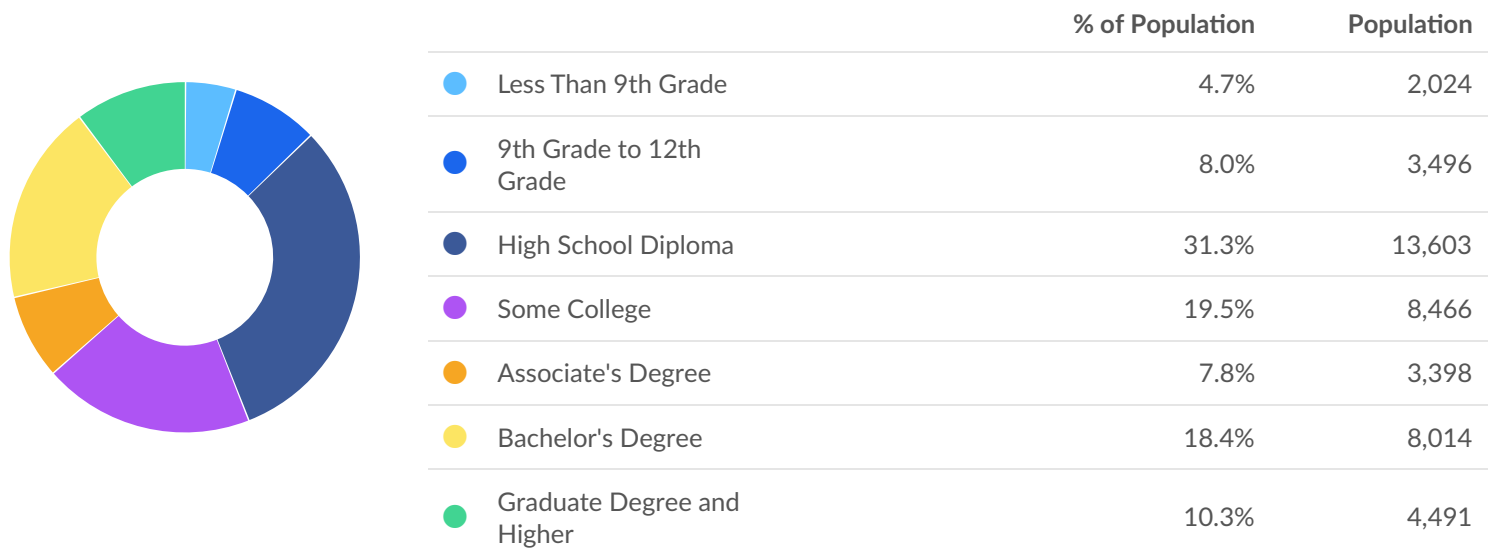 % of Population Population
Less Than 9th Grade 4.7% 2,024
9th Grade to 12th
Grade 8.0% 3,496
High School Diploma 31.3% 13,603
Some College 19.5% 8,466
Associate's Degree 7.8% 3,398
Bachelor's Degree 18.4% 8,014
Graduate Degree and
Higher 10.3% 4,491